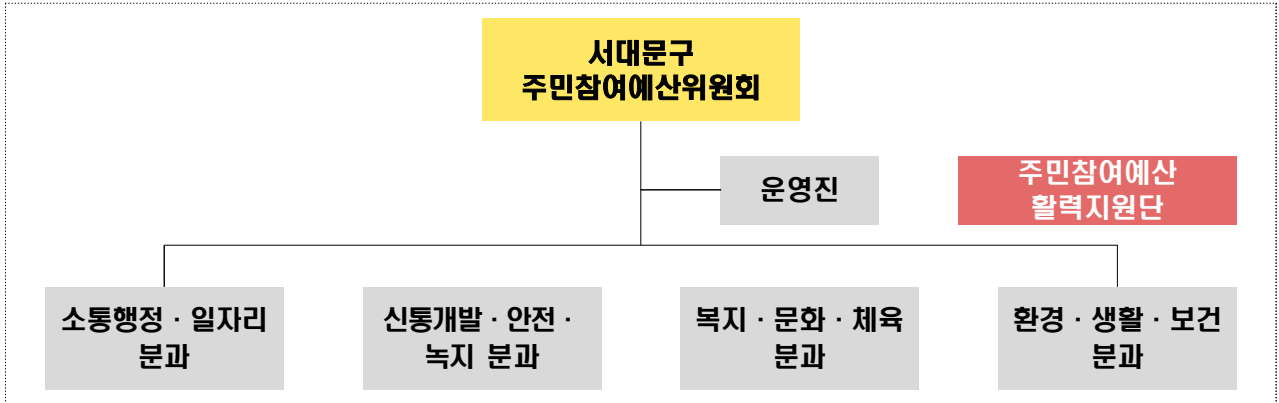 서대문구
주민참여예산위원회
운영진
주민참여예산
활력지원단
소통행정 · 일자리
분과
신통개발 · 안전 ·
녹지 분과
복지 · 문화 · 체육
분과
환경 · 생활 · 보건
분과